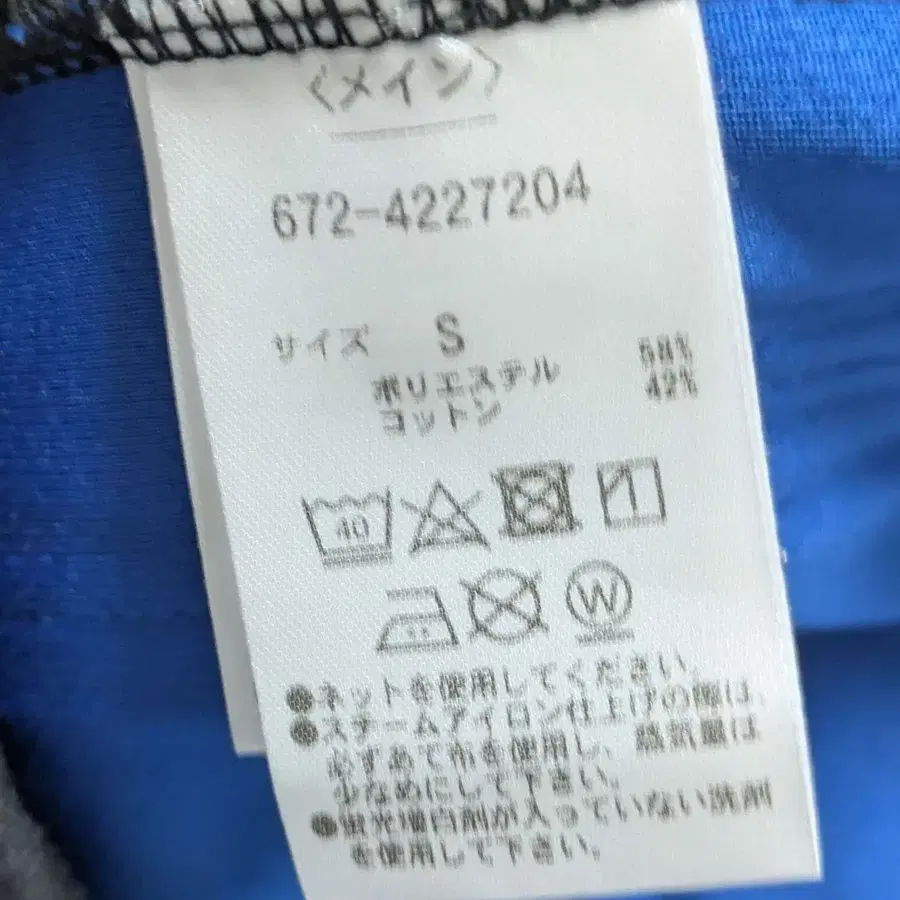 〈メイン〉
672-4227204
サイズ S
ポリエステル 58%
コットン 42%
40
W
●ネットを使用してください。
●スチームアイロン仕上げの際は、
必ずあて布を使用し、蒸気量は
少なめにして下さい。
●蛍光増白剤が入っていない洗剤
を使用して下さい。